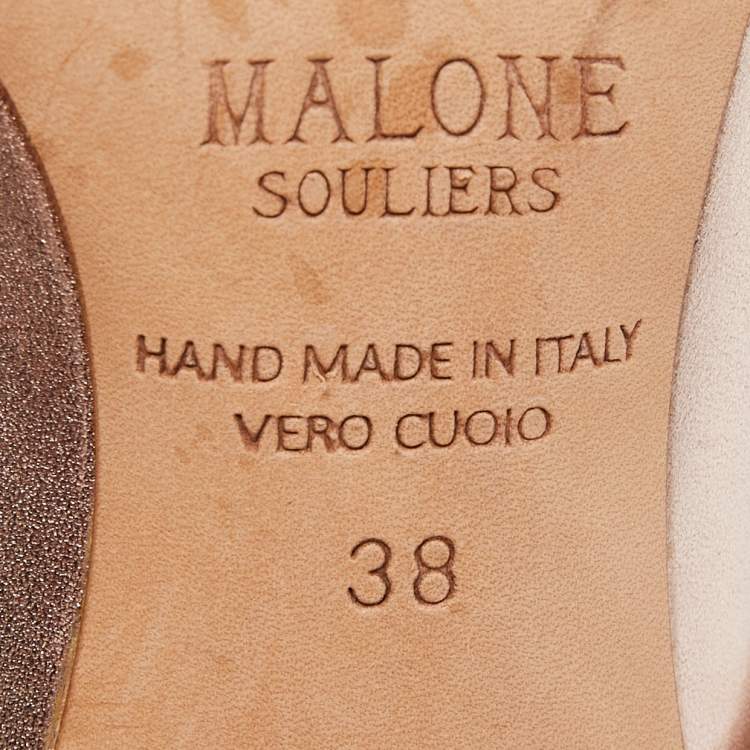 MALONE
SOULIERS
HAND MADE IN ITALY
VERO CUOIO
38